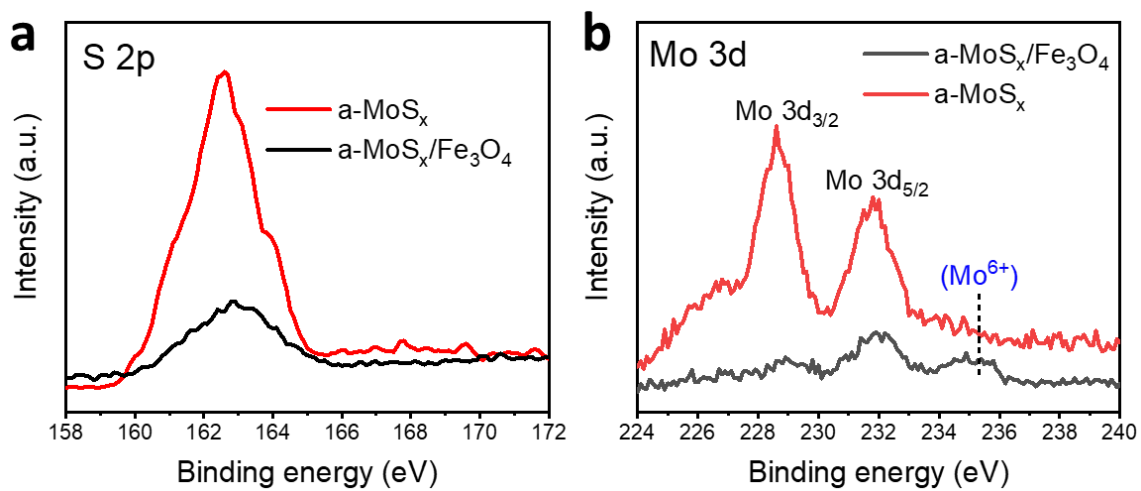 a
S 2p
a-MoSₓ
a-MoSₓ/Fe₃O₄
Intensity (a.u.)
158 160 162 164 166 168 170 172
Binding energy (eV)
b
Mo 3d
a-MoSₓ/Fe₃O₄
a-MoSₓ
Mo 3d₃/₂
Mo 3d₅/₂
(Mo⁶⁺)
Intensity (a.u.)
224 226 228 230 232 234 236 238 240
Binding energy (eV)